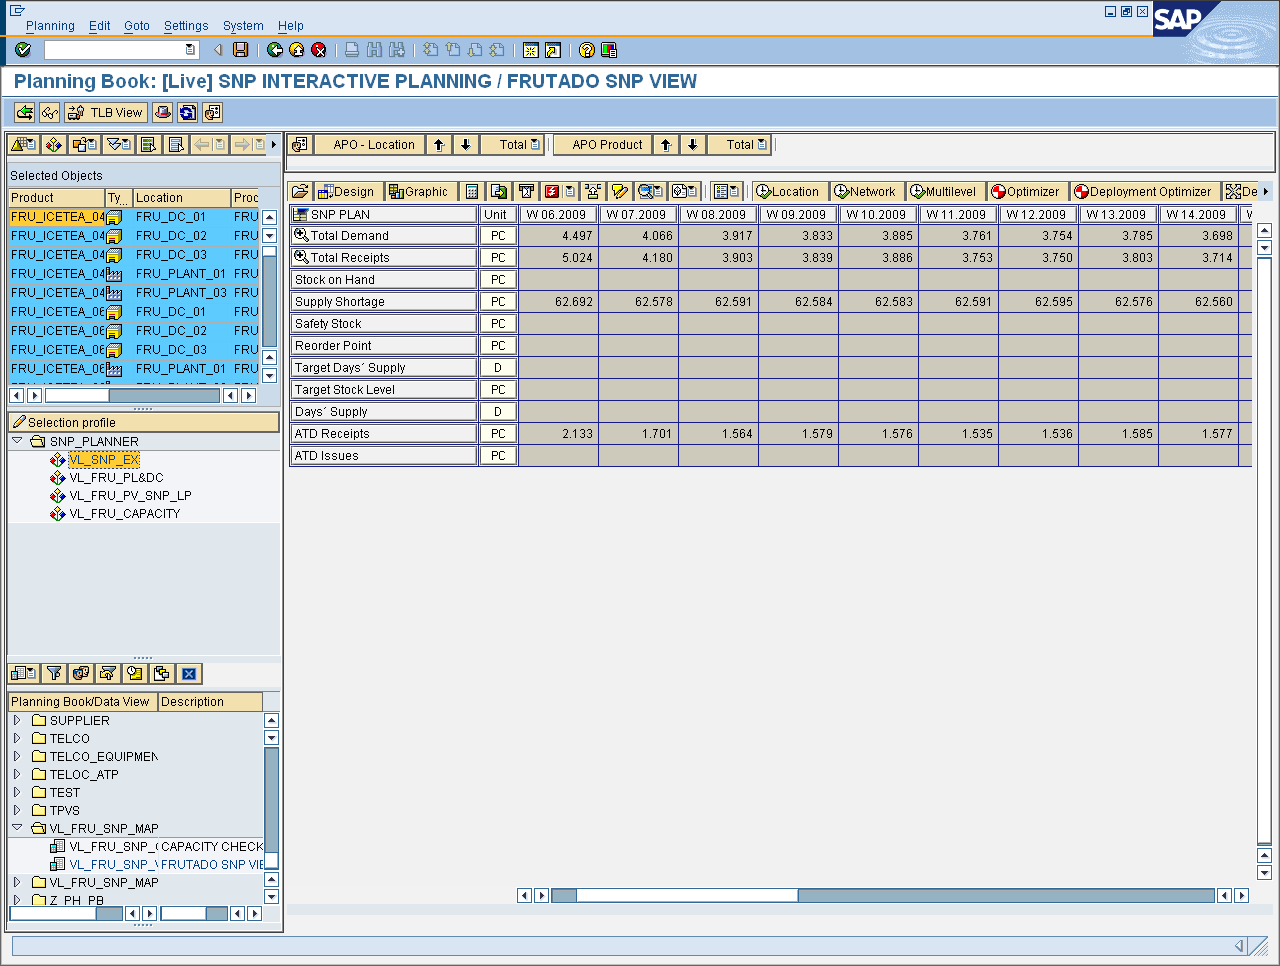 Planning Edit Goto Settings System Help
SAP
Planning Book: [Live] SNP INTERACTIVE PLANNING / FRUTADO SNP VIEW
TLB View
APO - Location Total APO Product Total
Selected Objects
Product Ty... Location Proc
FRU_ICETEA_04 FRU_DC_01 FRU
FRU_ICETEA_04 FRU_DC_02 FRU
FRU_ICETEA_04 FRU_DC_03 FRU
FRU_ICETEA_04 FRU_PLANT_01 FRU
FRU_ICETEA_04 FRU_PLANT_03 FRU
FRU_ICETEA_06 FRU_DC_01 FRU
FRU_ICETEA_06 FRU_DC_02 FRU
FRU_ICETEA_06 FRU_DC_03 FRU
FRU_ICETEA_06 FRU_PLANT_01 FRU
Selection profile
SNP_PLANNER
VL_SNP_EX
VL_FRU_PL&DC
VL_FRU_PV_SNP_LP
VL_FRU_CAPACITY
Planning Book/Data View Description
SUPPLIER
TELCO
TELCO_EQUIPMEN
TELOC_ATP
TEST
TPVS
VL_FRU_SNP_MAP
VL_FRU_SNP_( CAPACITY CHECK
VL_FRU_SNP_\ FRUTADO SNP VIE
VL_FRU_SNP_MAP
Z_PH_PB
Design Graphic Location Network Multilevel Optimizer Deployment Optimizer De
SNP PLAN Unit W 06.2009 W 07.2009 W 08.2009 W 09.2009 W 10.2009 W 11.2009 W 12.2009 W 13.2009 W 14.2009 W
Total Demand PC 4.497 4.066 3.917 3.833 3.885 3.761 3.754 3.785 3.698
Total Receipts PC 5.024 4.180 3.903 3.839 3.886 3.753 3.750 3.803 3.714
Stock on Hand PC
Supply Shortage PC 62.692 62.578 62.591 62.584 62.583 62.591 62.595 62.576 62.560
Safety Stock PC
Reorder Point PC
Target Days´ Supply D
Target Stock Level PC
Days´ Supply D
ATD Receipts PC 2.133 1.701 1.564 1.579 1.576 1.535 1.536 1.585 1.577
ATD Issues PC